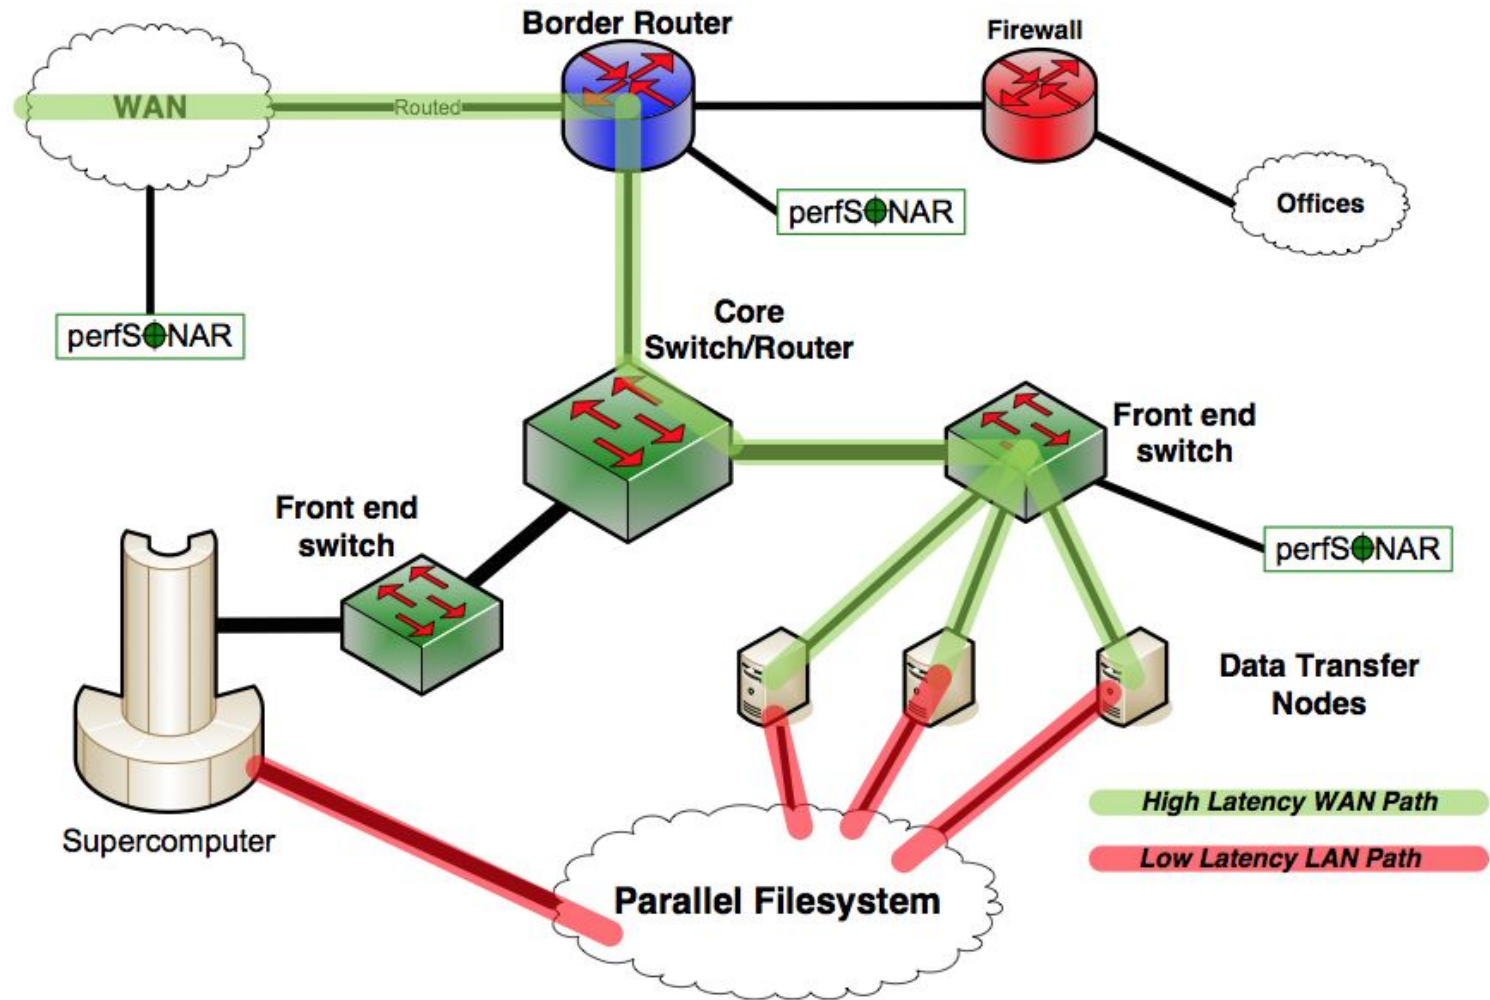 Border Router
Firewall
WAN
Routed
perfSONAR
Offices
perfSONAR
Core
Switch/Router
Front end
switch
Front end
switch
perfSONAR
Data Transfer
Nodes
High Latency WAN Path
Supercomputer
Low Latency LAN Path
Parallel Filesystem